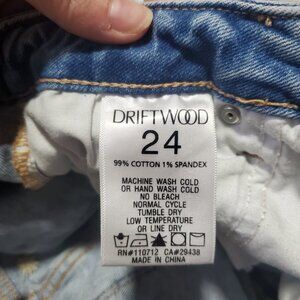 DRIFTWOOD
24
99% COTTON 1% SPANDEX
MACHINE WASH COLD
OR HAND WASH COLD
NO BLEACH
NORMAL CYCLE
TUMBLE DRY
LOW TEMPERATURE
OR LINE DRY
RN#110712 CA#29438
MADE IN CHINA